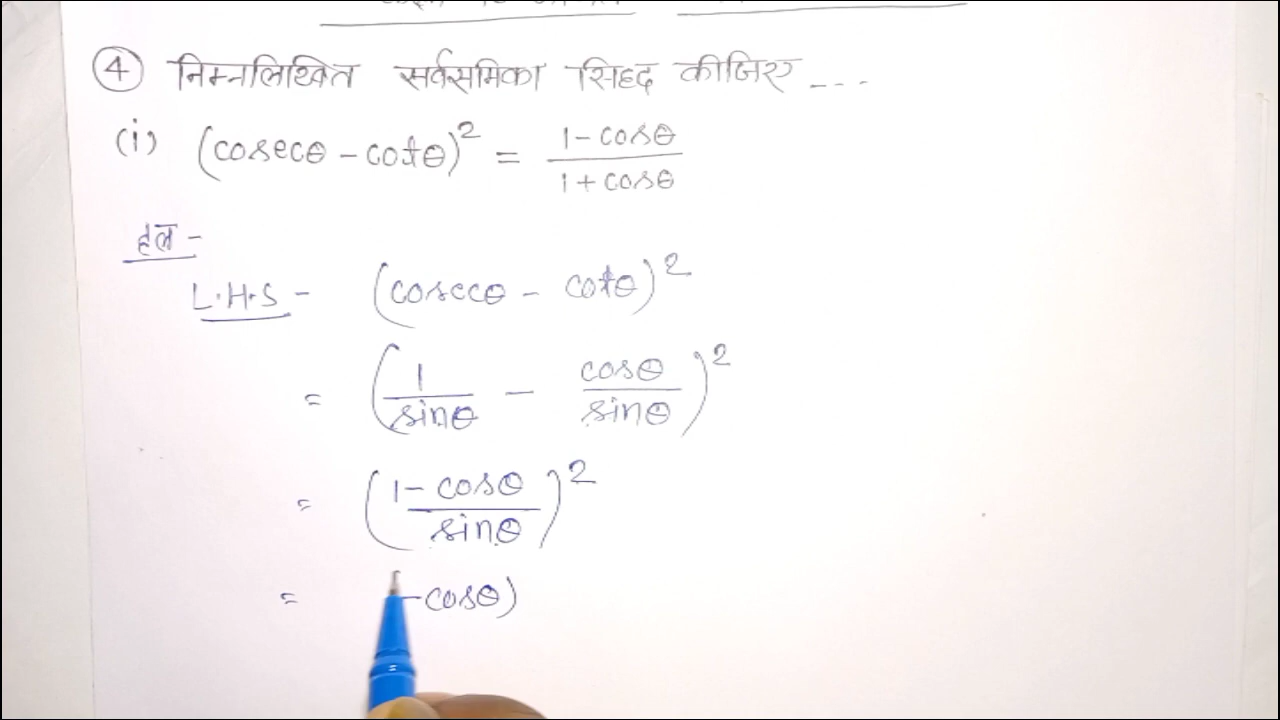 ④ निम्नलिखित सर्वसमिका सिद्ध कीजिए ...
(i) (cosecθ - cotθ)² = (1 - cosθ)/(1 + cosθ)
हल -
L.H.S - (cosecθ - cotθ)²
= (1/sinθ - cosθ/sinθ)²
= ((1 - cosθ)/sinθ)²
= - cosθ)